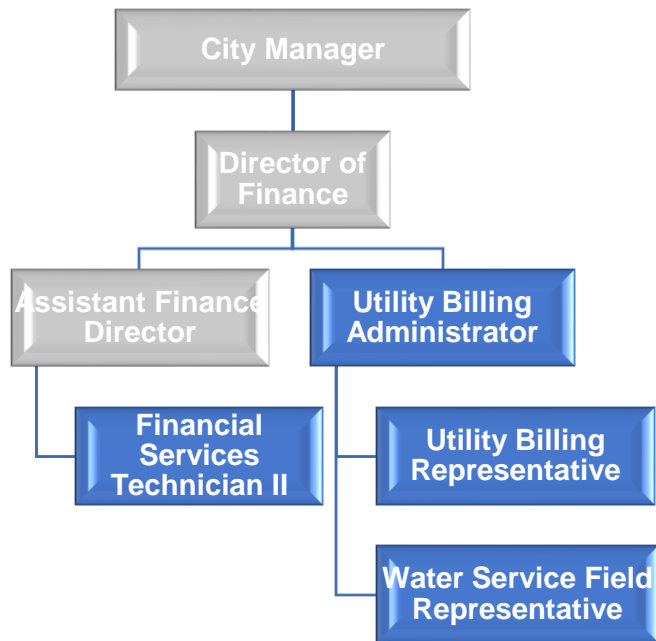 City Manager
Director of
Finance
Assistant Finance
Director
Utility Billing
Administrator
Financial
Services
Technician II
Utility Billing
Representative
Water Service Field
Representative